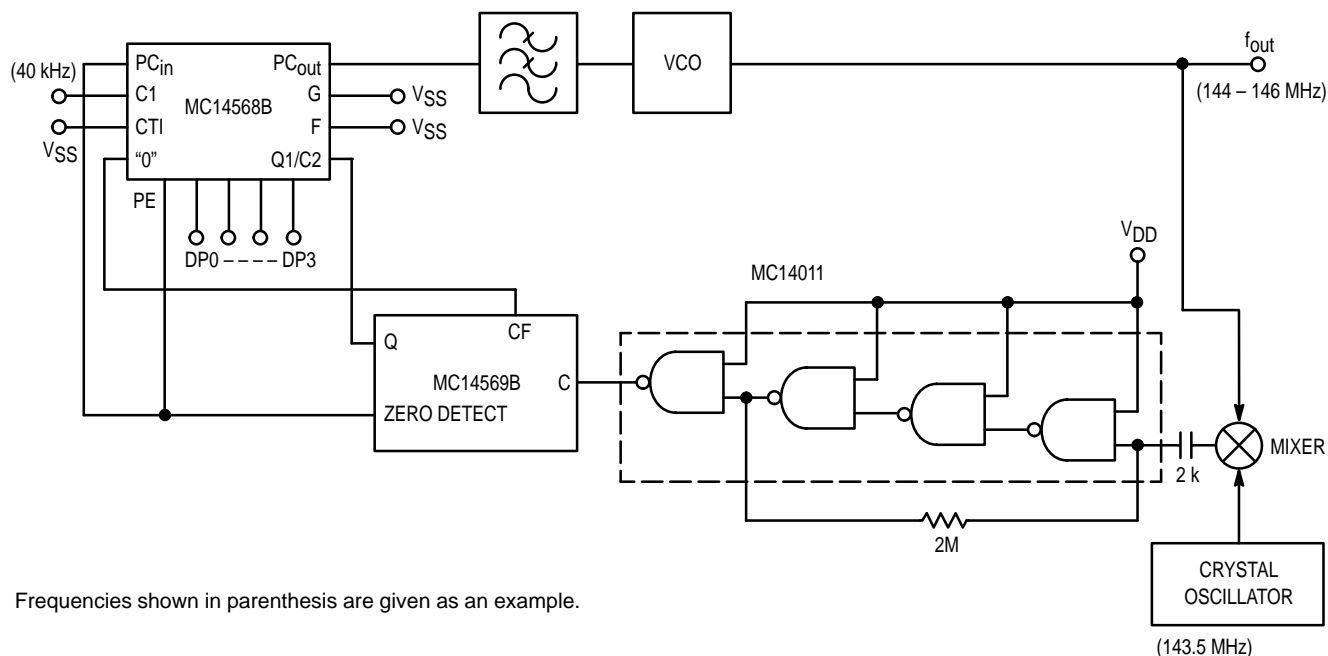 (40 kHz)
PCin
PCout
C1
MC14568B
G
VSS
CTI
F
VSS
VSS
"0"
Q1/C2
PE
DP0 – – – – DP3
VCO
fout
(144 – 146 MHz)
VDD
MC14011
CF
Q
MC14569B
C
ZERO DETECT
MIXER
2 k
2M
CRYSTAL
OSCILLATOR
(143.5 MHz)
Frequencies shown in parenthesis are given as an example.